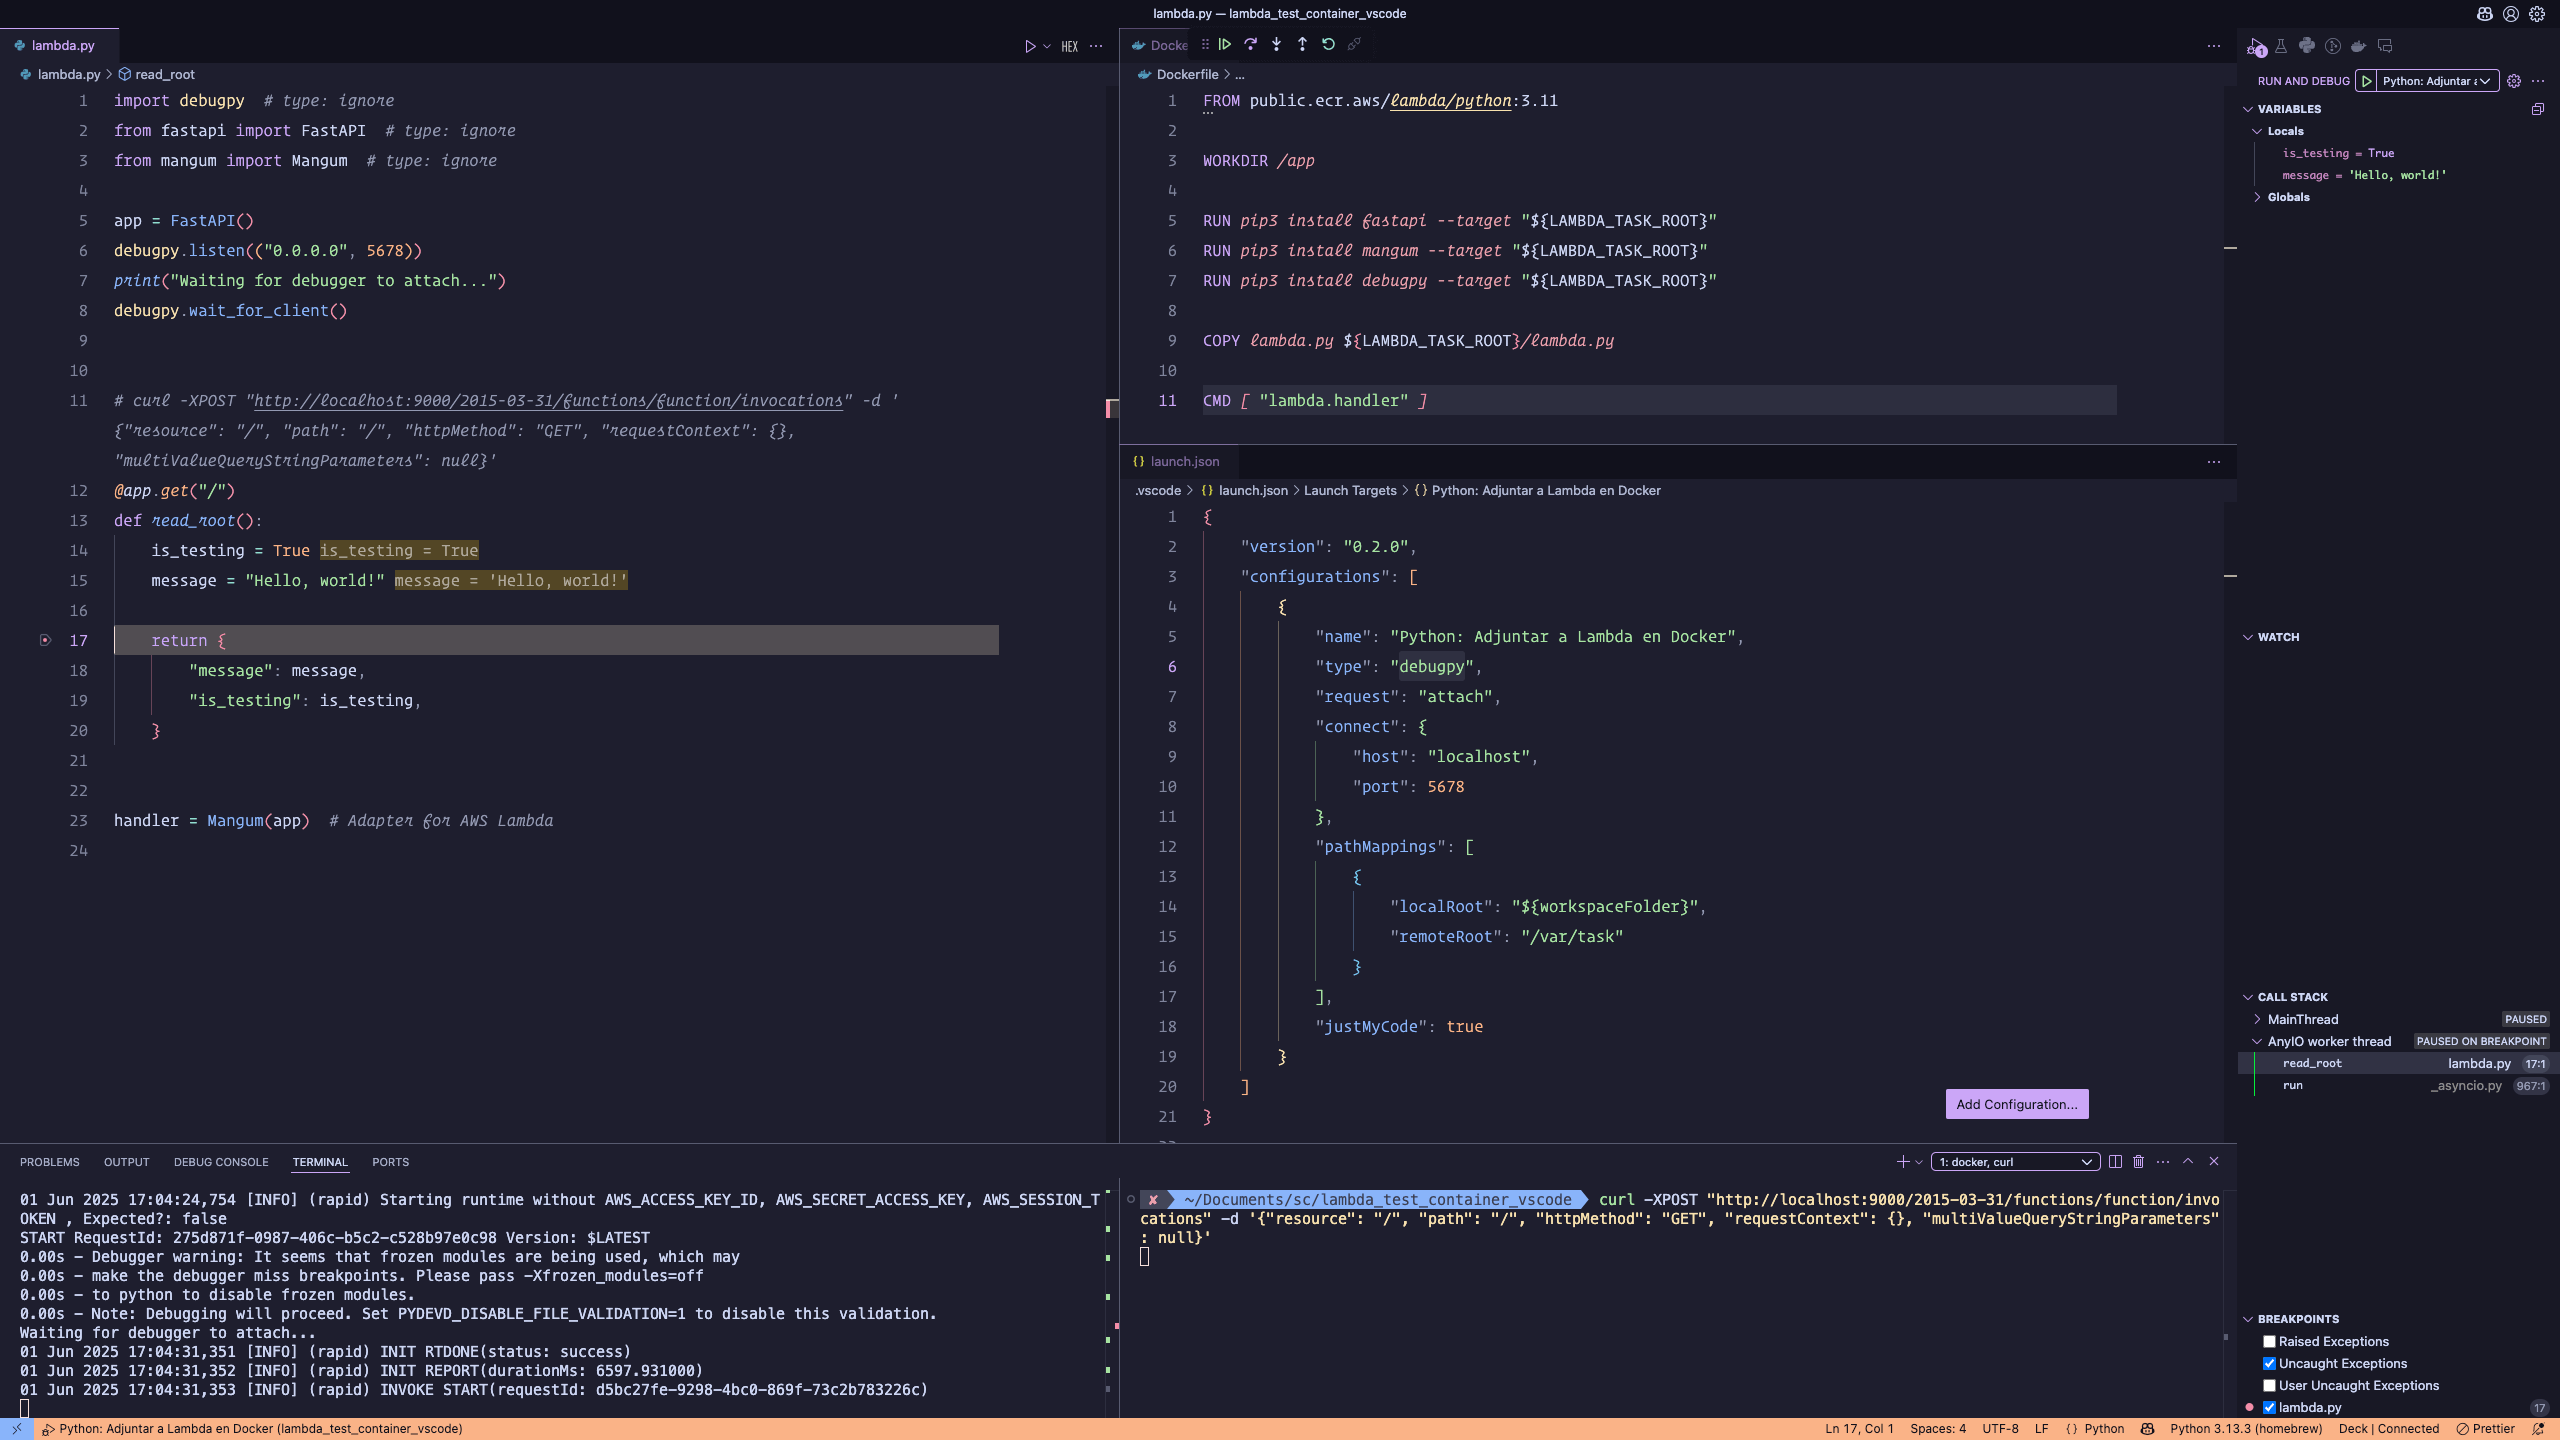 lambda.py — lambda_test_container_vscode
lambda.py
HEX
lambda.py > read_root
1 import debugpy  # type: ignore
2 from fastapi import FastAPI  # type: ignore
3 from mangum import Mangum  # type: ignore
4
5 app = FastAPI()
6 debugpy.listen(("0.0.0.0", 5678))
7 print("Waiting for debugger to attach...")
8 debugpy.wait_for_client()
9
10
11 # curl -XPOST "http://localhost:9000/2015-03-31/functions/function/invocations" -d '
{"resource": "/", "path": "/", "httpMethod": "GET", "requestContext": {},
"multiValueQueryStringParameters": null}'
12 @app.get("/")
13 def read_root():
14     is_testing = True is_testing = True
15     message = "Hello, world!" message = 'Hello, world!'
16
17     return {
18         "message": message,
19         "is_testing": is_testing,
20     }
21
22
23 handler = Mangum(app)  # Adapter for AWS Lambda
24
Docke
Dockerfile > ...
1 FROM public.ecr.aws/lambda/python:3.11
2
3 WORKDIR /app
4
5 RUN pip3 install fastapi --target "${LAMBDA_TASK_ROOT}"
6 RUN pip3 install mangum --target "${LAMBDA_TASK_ROOT}"
7 RUN pip3 install debugpy --target "${LAMBDA_TASK_ROOT}"
8
9 COPY lambda.py ${LAMBDA_TASK_ROOT}/lambda.py
10
11 CMD [ "lambda.handler" ]
{} launch.json
.vscode > {} launch.json > Launch Targets > {} Python: Adjuntar a Lambda en Docker
1 {
2     "version": "0.2.0",
3     "configurations": [
4         {
5             "name": "Python: Adjuntar a Lambda en Docker",
6             "type": "debugpy",
7             "request": "attach",
8             "connect": {
9                 "host": "localhost",
10                 "port": 5678
11             },
12             "pathMappings": [
13                 {
14                     "localRoot": "${workspaceFolder}",
15                     "remoteRoot": "/var/task"
16                 }
17             ],
18             "justMyCode": true
19         }
20     ]
21 }
Add Configuration...
1
RUN AND DEBUG Python: Adjuntar a
VARIABLES
Locals
is_testing = True
message = 'Hello, world!'
Globals
WATCH
CALL STACK
MainThread PAUSED
AnyIO worker thread PAUSED ON BREAKPOINT
read_root lambda.py 17:1
run _asyncio.py 967:1
BREAKPOINTS
Raised Exceptions
Uncaught Exceptions
User Uncaught Exceptions
lambda.py 17
PROBLEMS OUTPUT DEBUG CONSOLE TERMINAL PORTS
1: docker, curl
01 Jun 2025 17:04:24,754 [INFO] (rapid) Starting runtime without AWS_ACCESS_KEY_ID, AWS_SECRET_ACCESS_KEY, AWS_SESSION_T
OKEN , Expected?: false
START RequestId: 275d871f-0987-406c-b5c2-c528b97e0c98 Version: $LATEST
0.00s - Debugger warning: It seems that frozen modules are being used, which may
0.00s - make the debugger miss breakpoints. Please pass -Xfrozen_modules=off
0.00s - to python to disable frozen modules.
0.00s - Note: Debugging will proceed. Set PYDEVD_DISABLE_FILE_VALIDATION=1 to disable this validation.
Waiting for debugger to attach...
01 Jun 2025 17:04:31,351 [INFO] (rapid) INIT RTDONE(status: success)
01 Jun 2025 17:04:31,352 [INFO] (rapid) INIT REPORT(durationMs: 6597.931000)
01 Jun 2025 17:04:31,353 [INFO] (rapid) INVOKE START(requestId: d5bc27fe-9298-4bc0-869f-73c2b783226c)
✘ ~/Documents/sc/lambda_test_container_vscode curl -XPOST "http://localhost:9000/2015-03-31/functions/function/invo
cations" -d '{"resource": "/", "path": "/", "httpMethod": "GET", "requestContext": {}, "multiValueQueryStringParameters"
: null}'
Python: Adjuntar a Lambda en Docker (lambda_test_container_vscode)
Ln 17, Col 1 Spaces: 4 UTF-8 LF {} Python Python 3.13.3 (homebrew) Deck | Connected Prettier